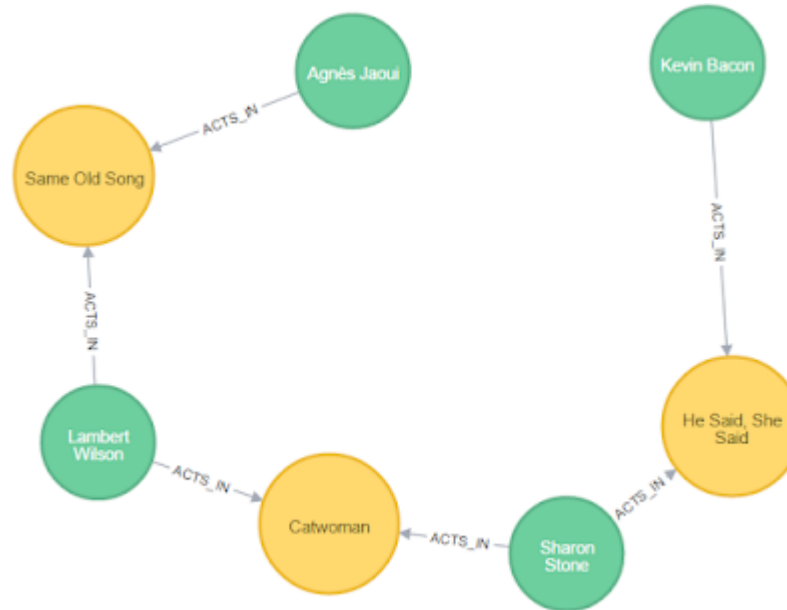 Agnès Jaoui
Kevin Bacon
ACTS_IN
Same Old Song
ACTS_IN
ACTS_IN
He Said, She
Said
Lambert
Wilson
ACTS_IN
ACTS_IN
Catwoman
ACTS_IN
Sharon
Stone